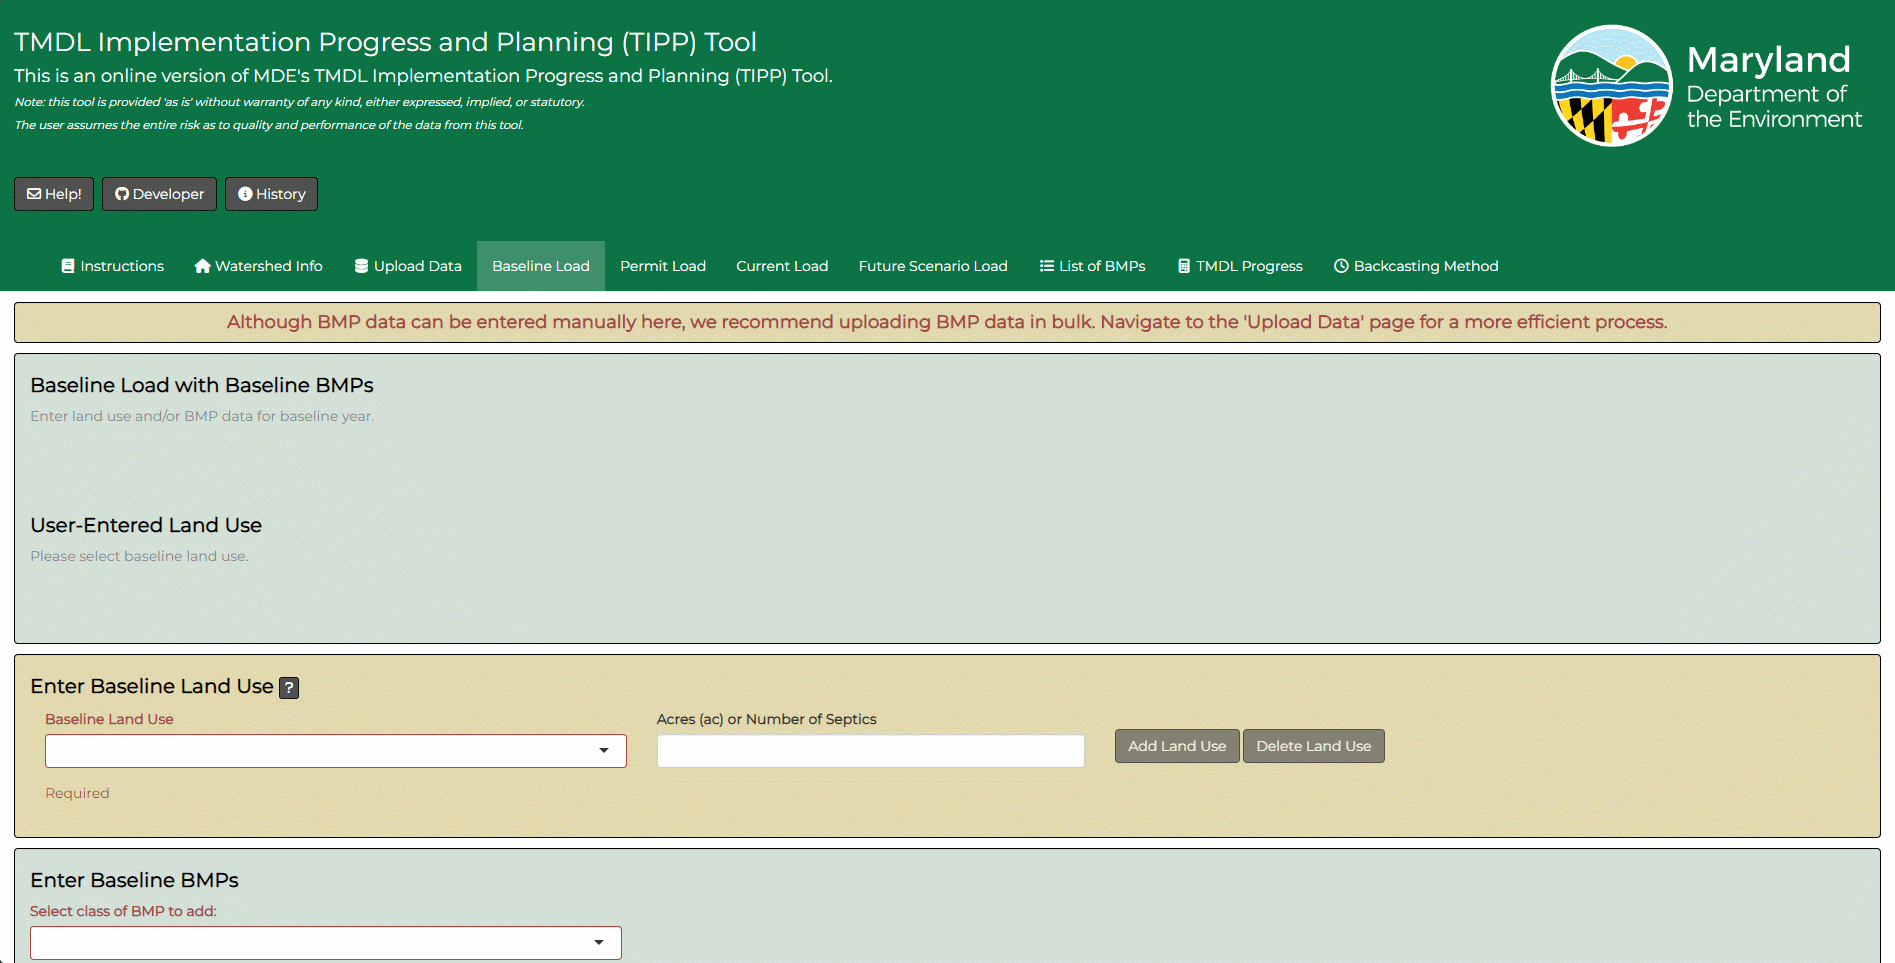 TMDL Implementation Progress and Planning (TIPP) Tool
This is an online version of MDE's TMDL Implementation Progress and Planning (TIPP) Tool.
Note: this tool is provided 'as is' without warranty of any kind, either expressed, implied, or statutory.
The user assumes the entire risk as to quality and performance of the data from this tool.
Maryland
Department of
the Environment
Help! Developer History
Instructions Watershed Info Upload Data Baseline Load Permit Load Current Load Future Scenario Load List of BMPs TMDL Progress Backcasting Method
Although BMP data can be entered manually here, we recommend uploading BMP data in bulk. Navigate to the 'Upload Data' page for a more efficient process.
Baseline Load with Baseline BMPs
Enter land use and/or BMP data for baseline year.
User-Entered Land Use
Please select baseline land use.
Enter Baseline Land Use ?
Baseline Land Use Acres (ac) or Number of Septics
Add Land Use Delete Land Use
Required
Enter Baseline BMPs
Select class of BMP to add: